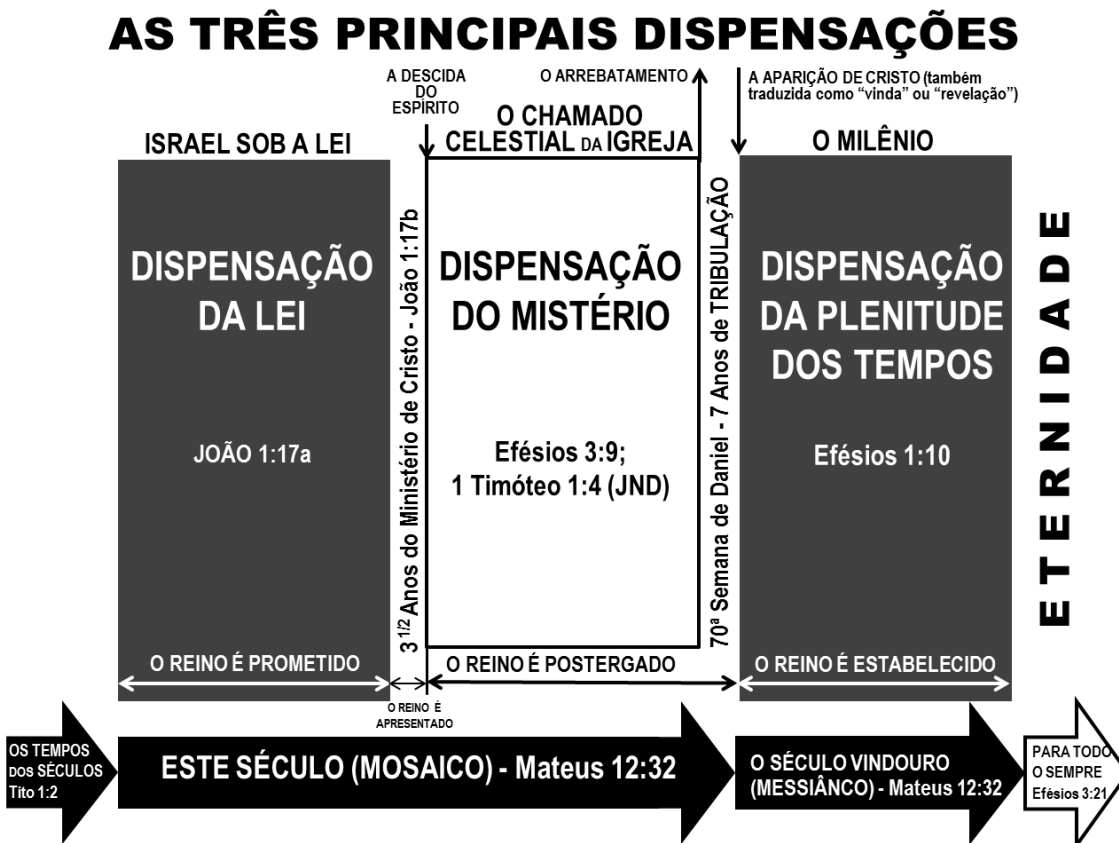 AS TRÊS PRINCIPAIS DISPENSAÇÕES
A DESCIDA
DO
ESPÍRITO
O ARREBATAMENTO
A APARIÇÃO DE CRISTO (também
traduzida como “vinda” ou “revelação”)
ISRAEL SOB A LEI
O CHAMADO
CELESTIAL DA IGREJA
O MILÊNIO
DISPENSAÇÃO
DA LEI
JOÃO 1:17a
3 1/2 Anos do Ministério de Cristo - João 1:17b
DISPENSAÇÃO
DO MISTÉRIO
Efésios 3:9;
1 Timóteo 1:4 (JND)
70ª Semana de Daniel - 7 Anos de TRIBULAÇÃO
DISPENSAÇÃO
DA PLENITUDE
DOS TEMPOS
Efésios 1:10
ETERNIDADE
O REINO É PROMETIDO
O REINO É
APRESENTADO
O REINO É POSTERGADO
O REINO É ESTABELECIDO
OS TEMPOS
DOS SÉCULOS
Tito 1:2
ESTE SÉCULO (MOSAICO) - Mateus 12:32
O SÉCULO VINDOURO
(MESSIÂNCO) - Mateus 12:32
PARA TODO
O SEMPRE
Efésios 3:21